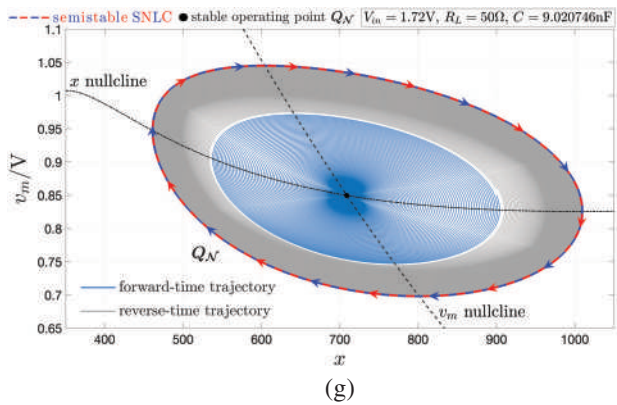 semistable SNLC ● stable operating point Q_N V_in = 1.72V, R_L = 50Ω, C = 9.020746nF
1.1
1.05
1
0.95
0.9
0.85
0.8
0.75
0.7
0.65
v_m/V
x nullcline
Q_N
forward-time trajectory
reverse-time trajectory
v_m nullcline
400 500 600 700 800 900 1000
x
(g)